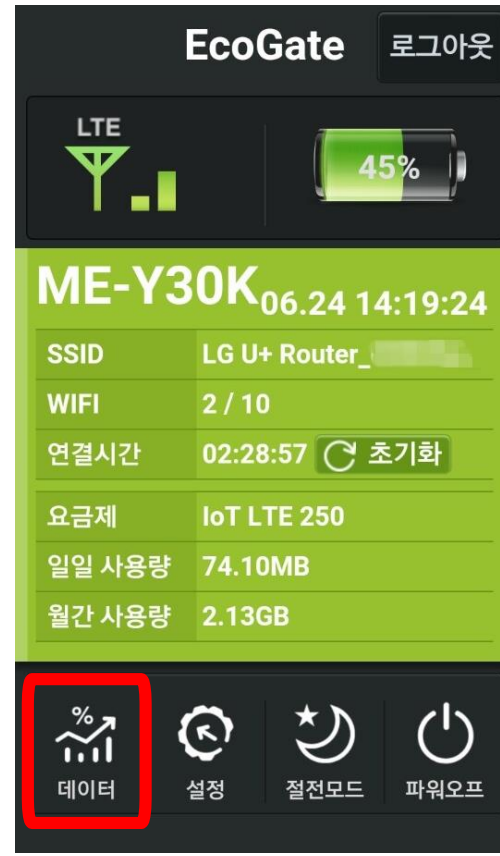 EcoGate 로그아웃
LTE
45%
ME-Y30K 06.24 14:19:24
SSID LG U+ Router_
WIFI 2 / 10
연결시간 02:28:57 초기화
요금제 IoT LTE 250
일일 사용량 74.10MB
월간 사용량 2.13GB
%
데이터 설정 절전모드 파워오프